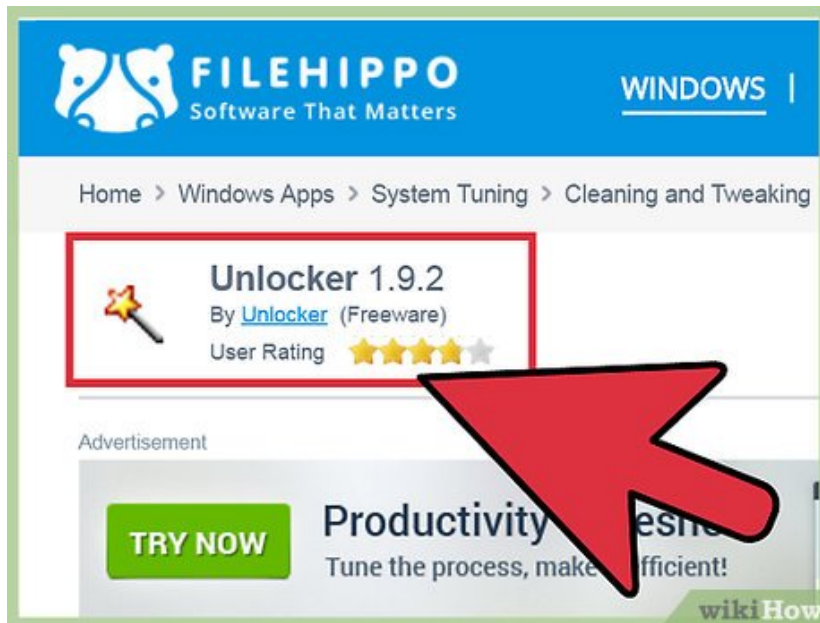 FILEHIPPO
Software That Matters
WINDOWS |
Home > Windows Apps > System Tuning > Cleaning and Tweaking
Unlocker 1.9.2
By Unlocker (Freeware)
User Rating
Advertisement
TRY NOW
Productivity
Tune the process, make
wikiHow